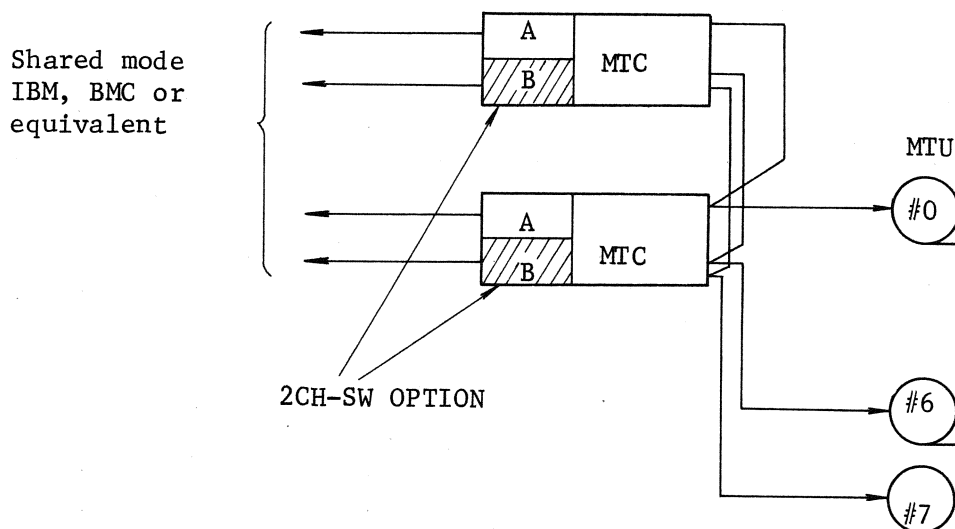 Shared mode
IBM, BMC or
equivalent
A
B
MTC
A
B
MTC
MTU
#0
#6
#7
2CH-SW OPTION